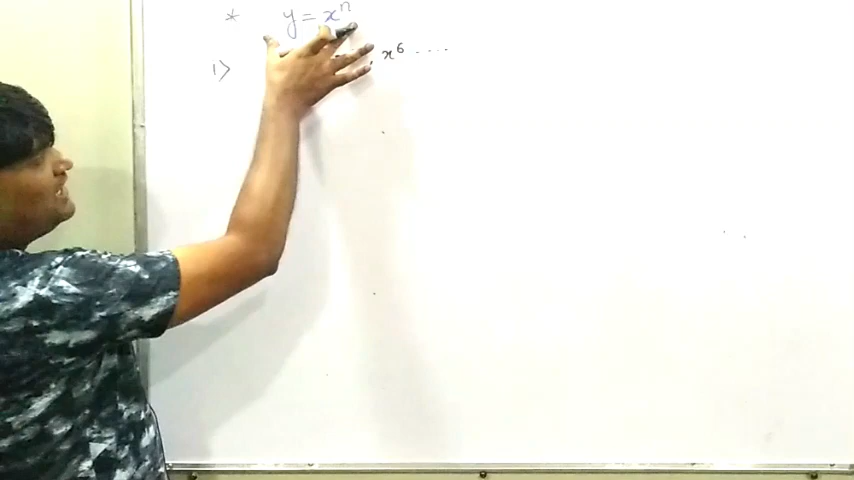 * y = xⁿ
1) , x⁶ ....